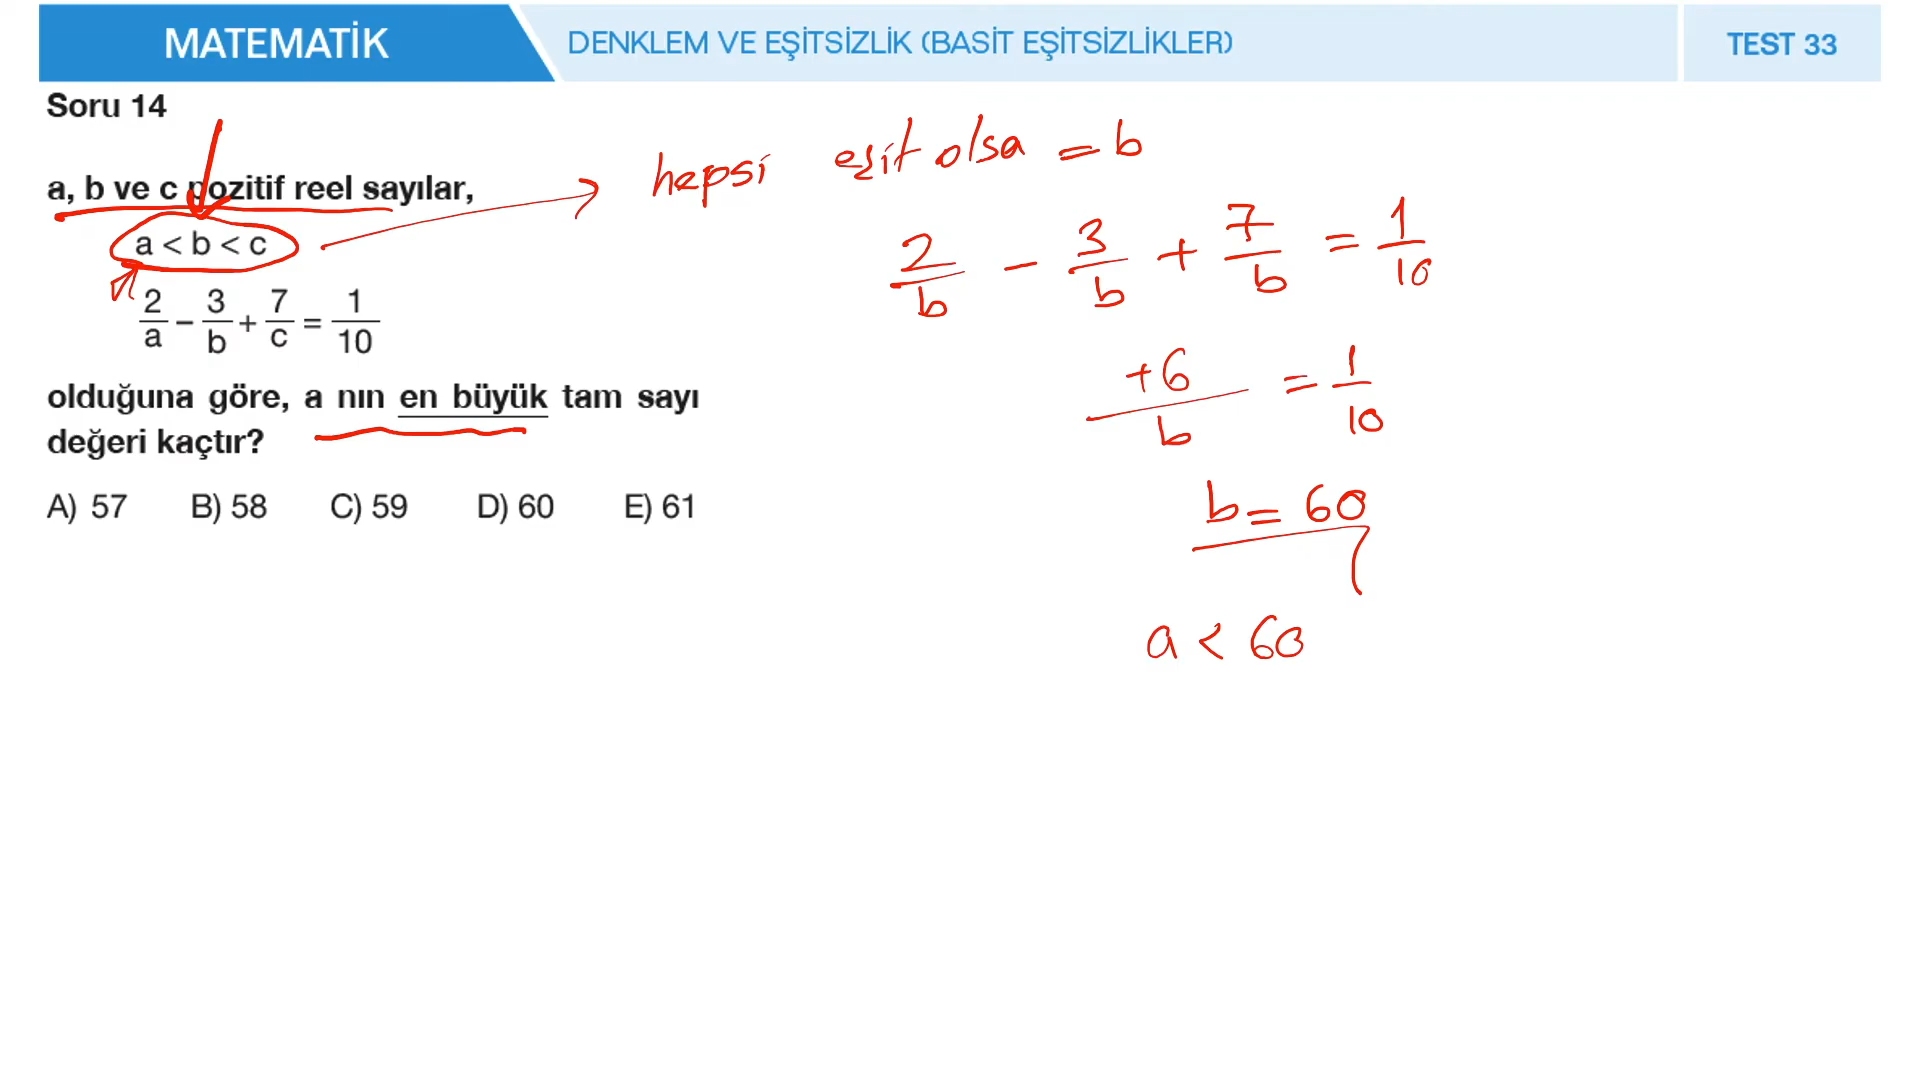 MATEMATİK
DENKLEM VE EŞİTSİZLİK (BASİT EŞİTSİZLİKLER)
TEST 33
Soru 14
a, b ve c pozitif reel sayılar,
a < b < c
2/a - 3/b + 7/c = 1/10
olduğuna göre, a nın en büyük tam sayı
değeri kaçtır?
A) 57 B) 58 C) 59 D) 60 E) 61
hepsi eşit olsa = b
2/b - 3/b + 7/b = 1/10
+6/b = 1/10
b = 60
a < 60